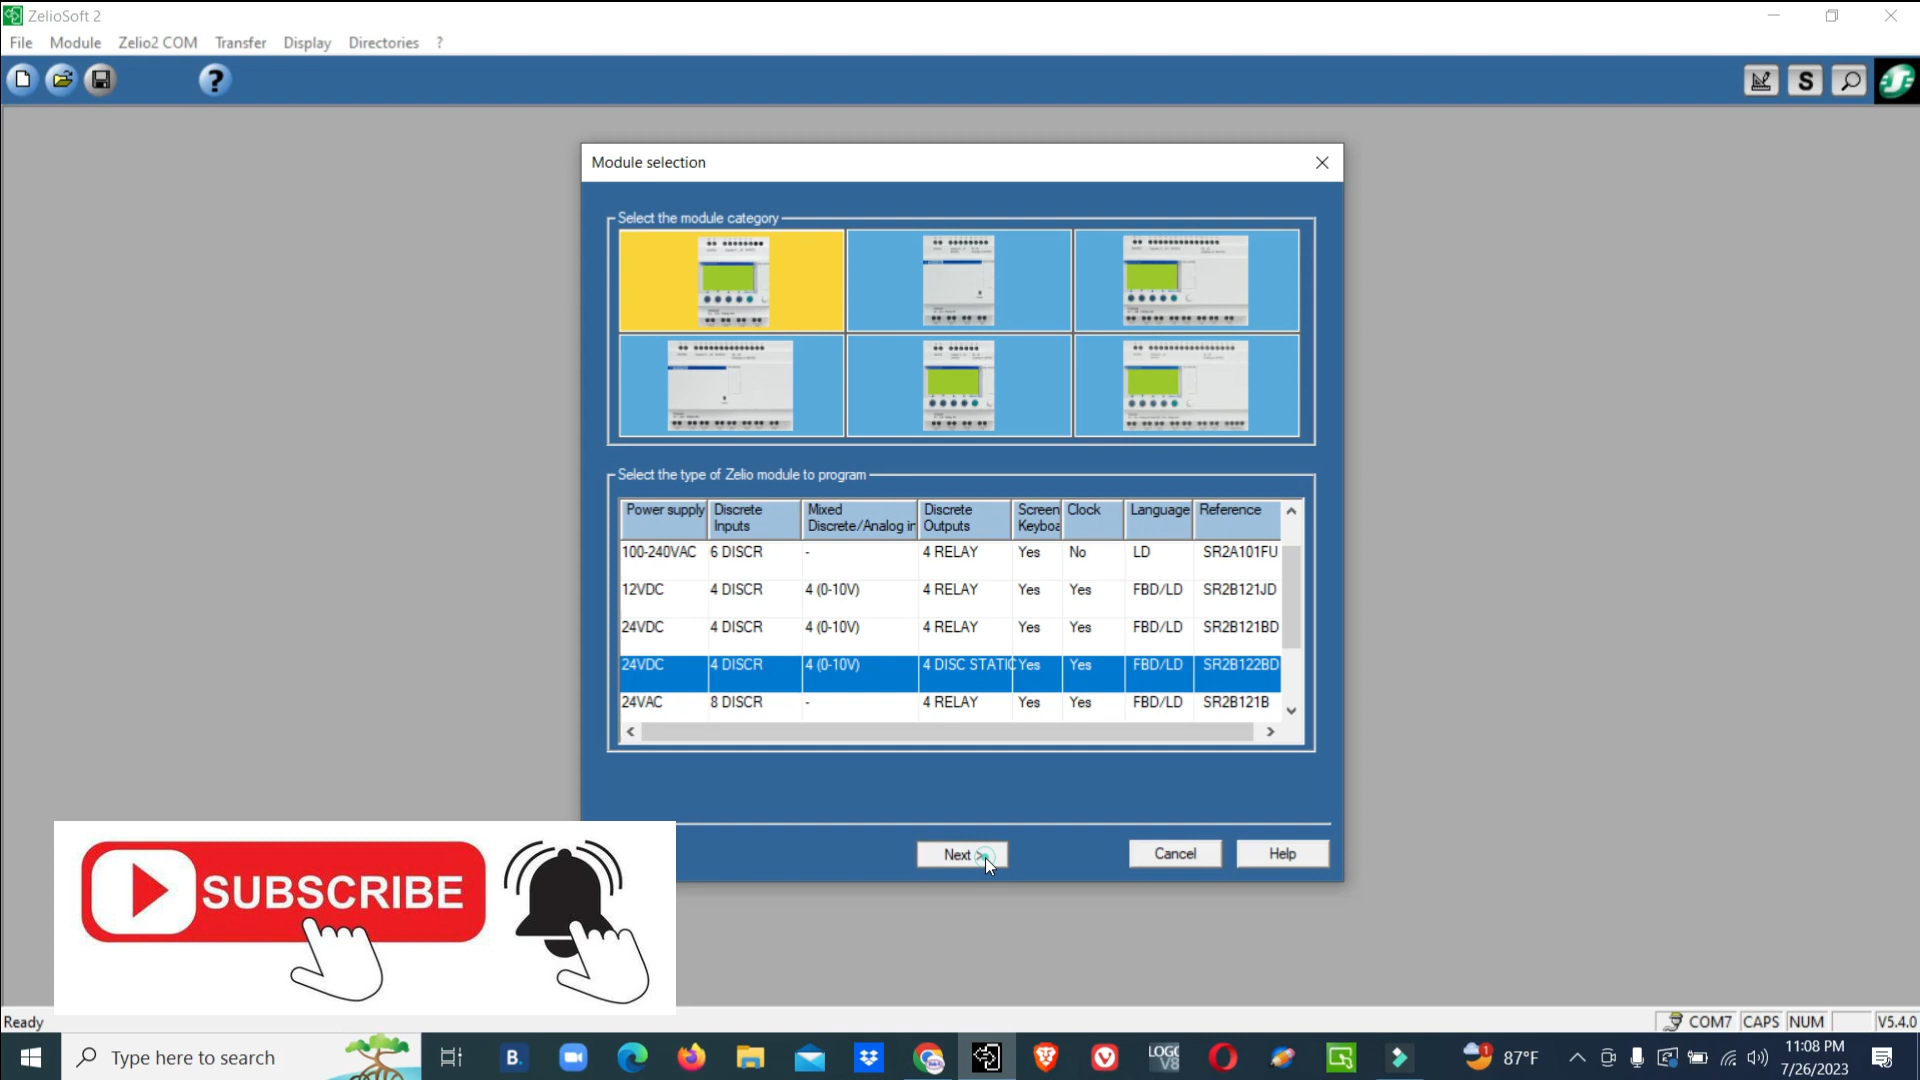 ZelioSoft 2
File Module Zelio2 COM Transfer Display Directories ?
?
S
Module selection
Select the module category
Select the type of Zelio module to program
Power supply Discrete Inputs Mixed Discrete/Analog in Discrete Outputs Screen Keyboa Clock Language Reference
100-240VAC 6 DISCR - 4 RELAY Yes No LD SR2A101FU
12VDC 4 DISCR 4 (0-10V) 4 RELAY Yes Yes FBD/LD SR2B121JD
24VDC 4 DISCR 4 (0-10V) 4 RELAY Yes Yes FBD/LD SR2B121BD
24VDC 4 DISCR 4 (0-10V) 4 DISC STATIC Yes Yes FBD/LD SR2B122BD
24VAC 8 DISCR - 4 RELAY Yes Yes FBD/LD SR2B121B
Next > Cancel Help
SUBSCRIBE
Ready COM7 CAPS NUM V5.4.0
Type here to search B. LOGO V8 1 87°F 11:08 PM
7/26/2023